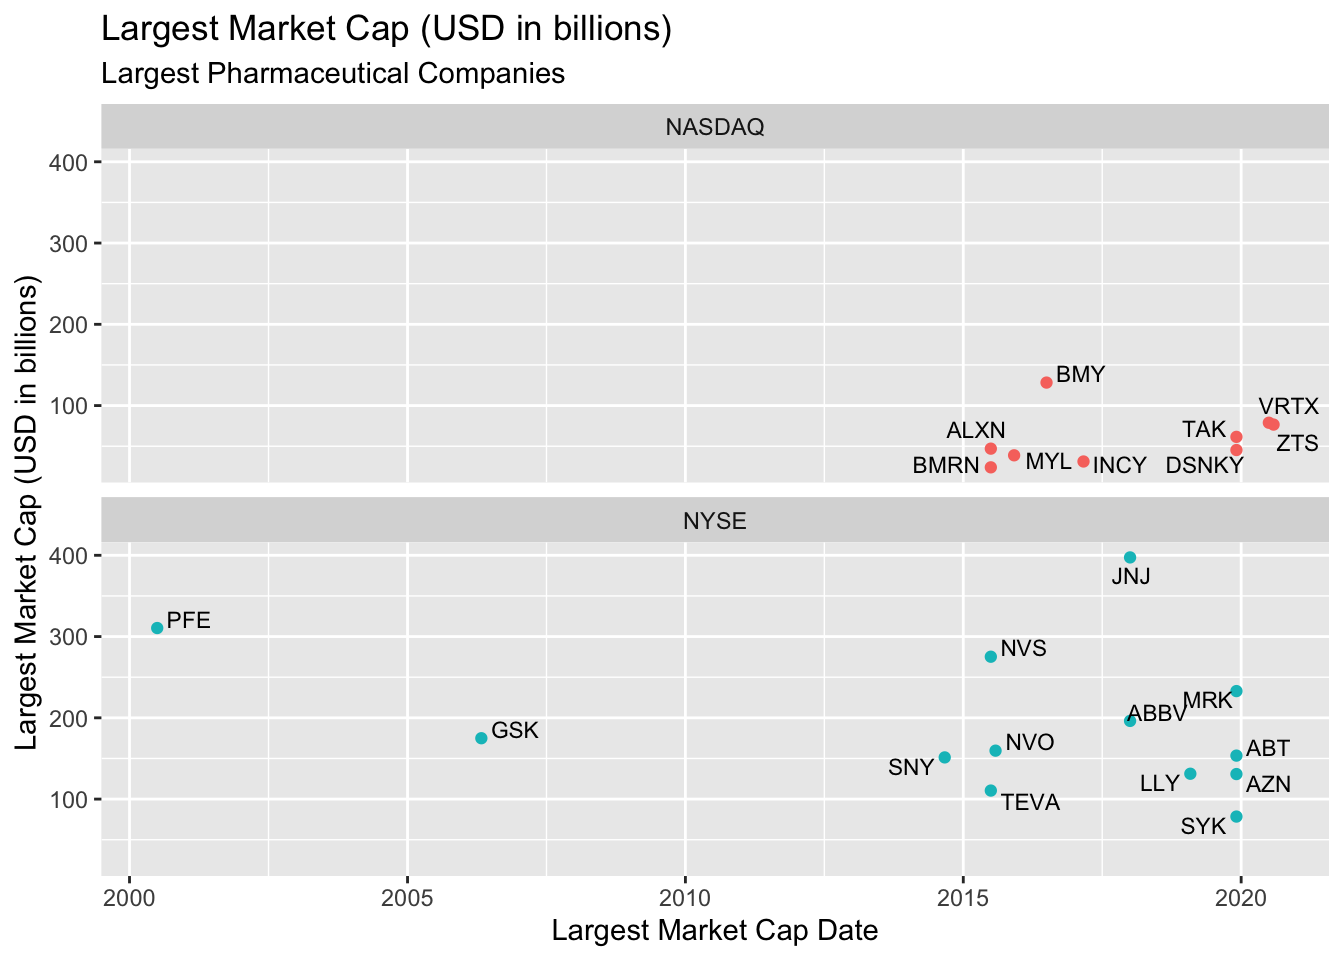 Largest Market Cap (USD in billions)
Largest Pharmaceutical Companies
Largest Market Cap (USD in billions)
NASDAQ
400
300
200
100
BMY
VRTX
ALXN
TAK
ZTS
BMRN
MYL
INCY
DSNKY
NYSE
400
300
200
100
JNJ
PFE
NVS
MRK
ABBV
GSK
NVO
ABT
SNY
LLY
AZN
TEVA
SYK
2000
2005
2010
2015
2020
Largest Market Cap Date